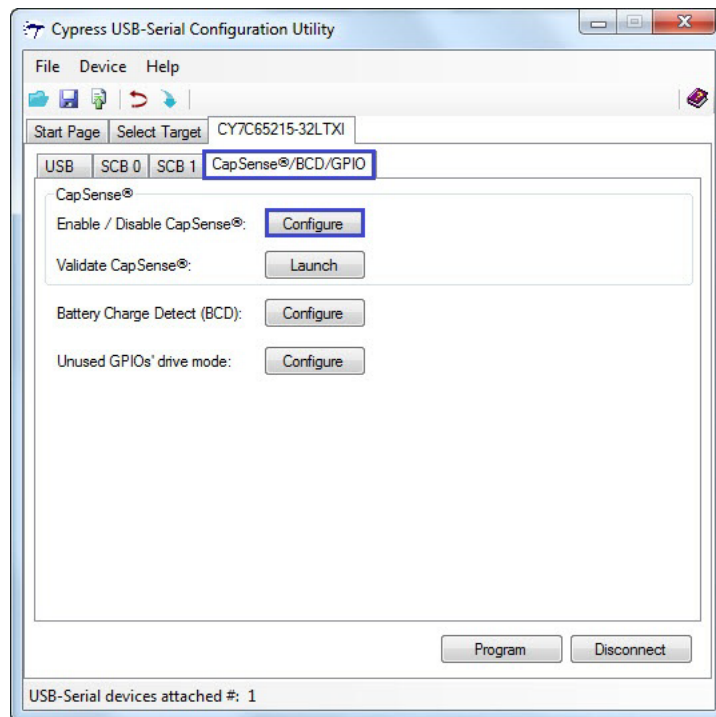 Cypress USB-Serial Configuration Utility
File Device Help
Start Page Select Target CY7C65215-32LTXI
USB SCB 0 SCB 1 CapSense®/BCD/GPIO
CapSense®
Enable / Disable CapSense®: Configure
Validate CapSense®: Launch
Battery Charge Detect (BCD): Configure
Unused GPIOs' drive mode: Configure
Program Disconnect
USB-Serial devices attached #: 1